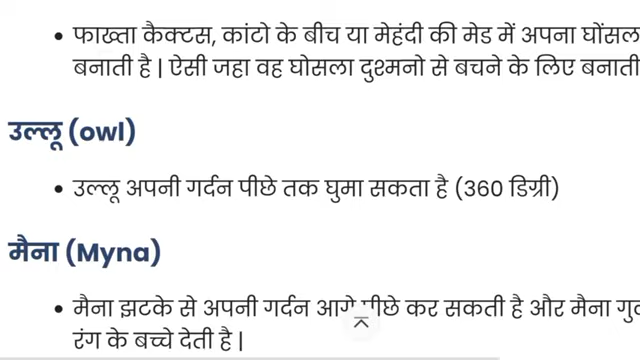 फाख्ता कैक्टस, कांटो के बीच या मेहंदी की मेड में अपना
बनाती है | ऐसी जहा वह घोसला दुश्मनो से बचने के लिए बनाती
उल्लू (owl)
उल्लू अपनी गर्दन पीछे तक घुमा सकता है (360 डिग्री)
मैना (Myna)
मैना झटके से अपनी गर्दन आगे पीछे कर सकती है और मैना
रंग के बच्चे देती है |